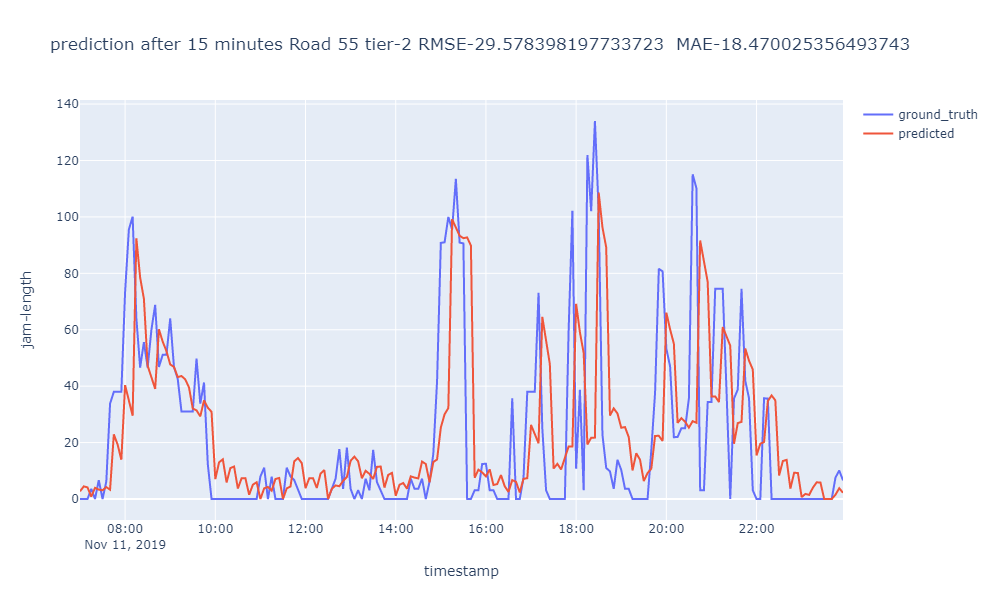 prediction after 15 minutes Road 55 tier-2 RMSE-29.578398197733723  MAE-18.470025356493743
ground_truth
predicted
jam-length
140
120
100
80
60
40
20
0
08:00 10:00 12:00 14:00 16:00 18:00 20:00 22:00
Nov 11, 2019
timestamp